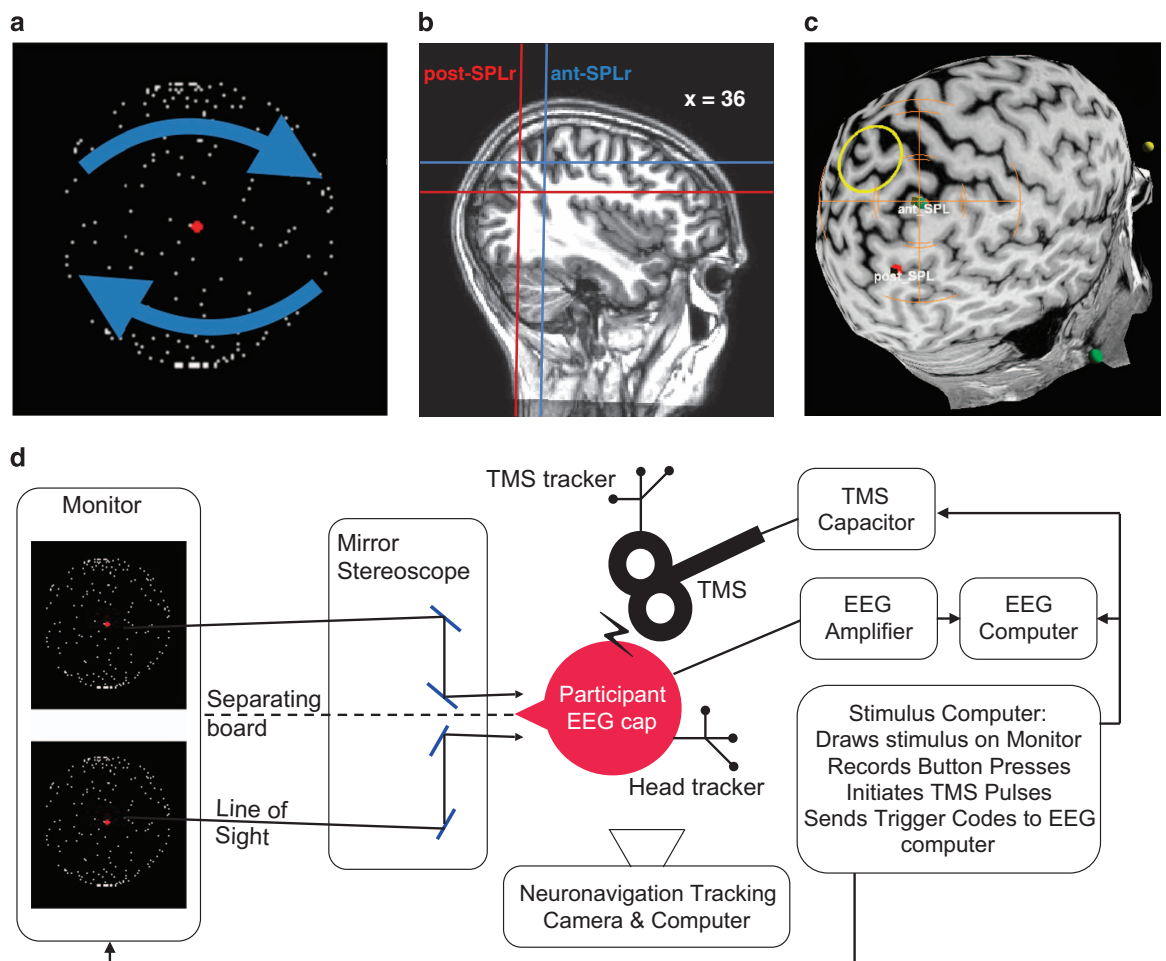 a
b
c
post-SPLr
ant-SPLr
x = 36
ant_SPL
post_SPL
d
Monitor
Mirror
Stereoscope
Separating
board
Line of
Sight
TMS tracker
TMS
TMS
Capacitor
EEG
Amplifier
EEG
Computer
Participant
EEG cap
Head tracker
Stimulus Computer:
Draws stimulus on Monitor
Records Button Presses
Initiates TMS Pulses
Sends Trigger Codes to EEG
computer
Neuronavigation Tracking
Camera & Computer